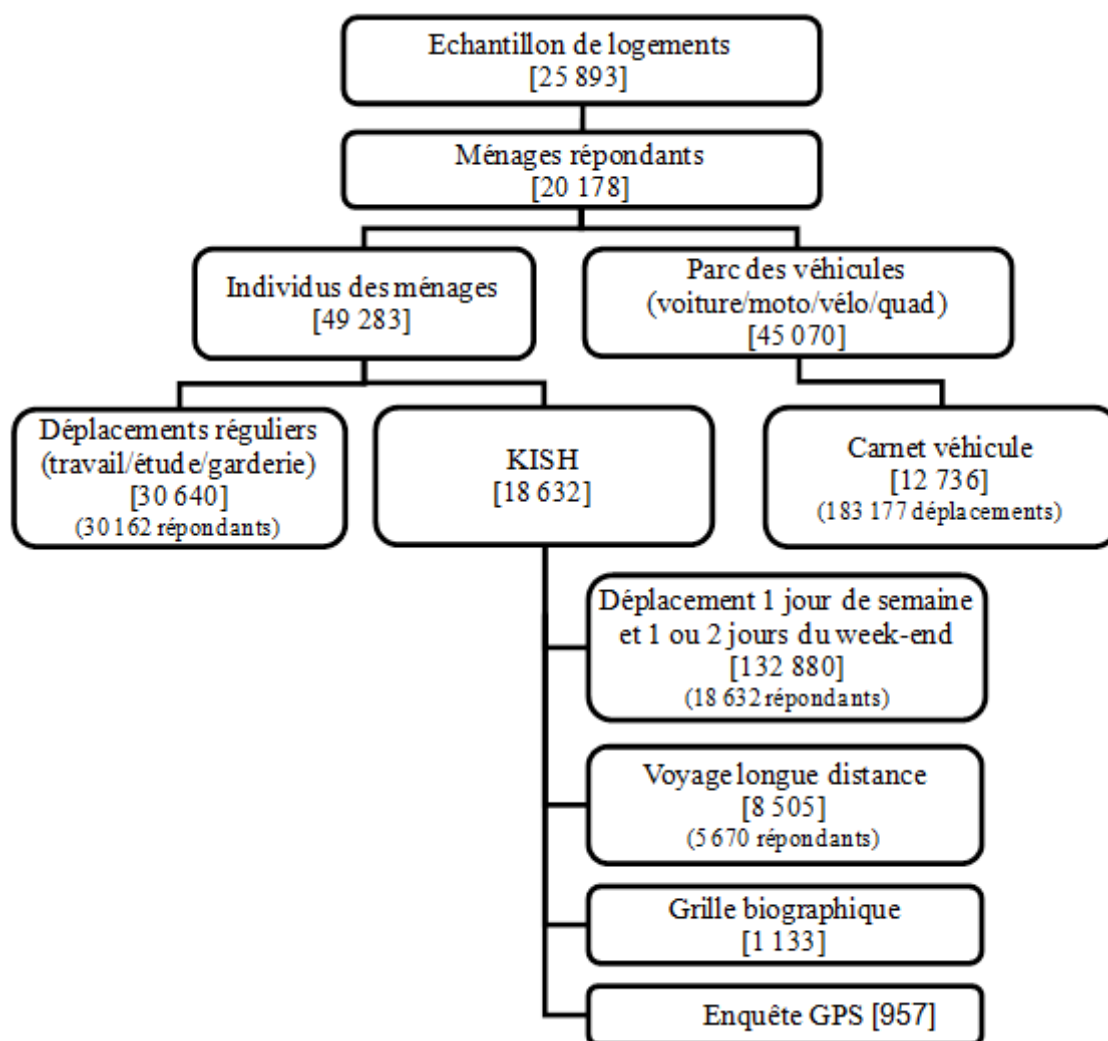 Echantillon de logements
[25 893]
Ménages répondants
[20 178]
Individus des ménages
[49 283]
Parc des véhicules
(voiture/moto/vélo/quad)
[45 070]
Déplacements réguliers
(travail/étude/garderie)
[30 640]
(30 162 répondants)
KISH
[18 632]
Carnet véhicule
[12 736]
(183 177 déplacements)
Déplacement 1 jour de semaine
et 1 ou 2 jours du week-end
[132 880]
(18 632 répondants)
Voyage longue distance
[8 505]
(5 670 répondants)
Grille biographique
[1 133]
Enquête GPS [957]